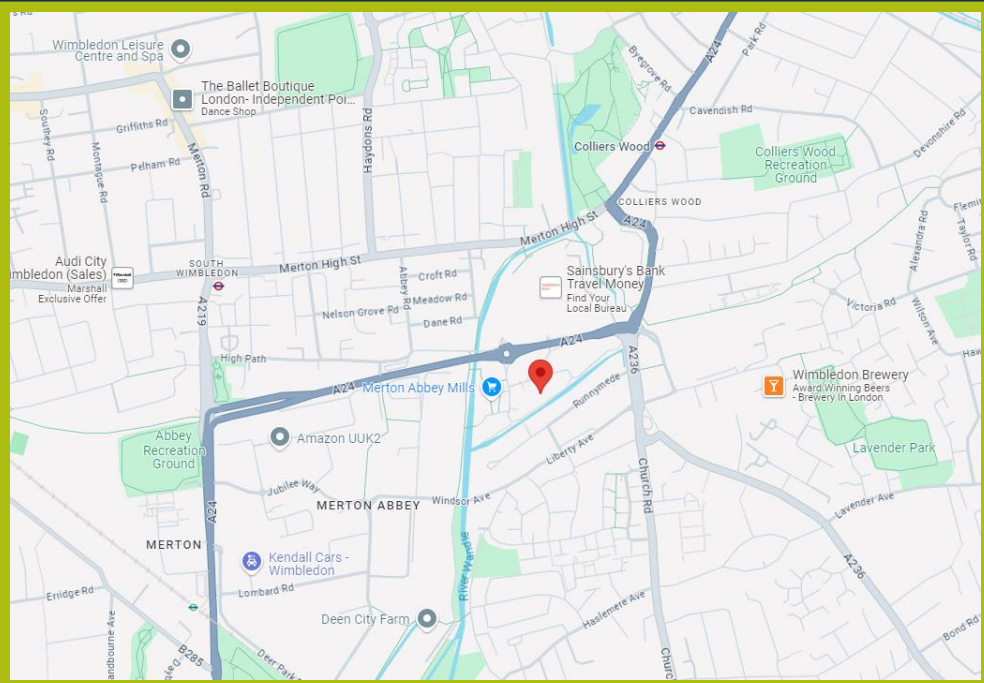 Wimbledon Leisure
Centre and Spa
The Ballet Boutique
London- Independent Poi...
Dance Shop
Southey Rd
Griffiths Rd
Montague Rd
Pelham Rd
Merton Rd
Haydons Rd
Byegrove Rd
A24
Park Rd
Cavendish Rd
Devonshire Rd
Colliers Wood
Colliers Wood
Recreation
Ground
COLLIERS WOOD
A24
Merton High St
Merton High St
SOUTH
WIMBLEDON
Audi City
imbledon (Sales)
Marshall
Exclusive Offer
A219
Abbey Rd
Croft Rd
Meadow Rd
Nelson Grove Rd
Dane Rd
Sainsbury's Bank
Travel Money
Find Your
Local Bureau
Alexandra Rd
Taylor Rd
Victoria Rd
Wilson Ave
High Path
A24
A24
A236
Merton Abbey Mills
Runnymede
Liberty Ave
Wimbledon Brewery
Award Winning Beers
- Brewery In London
Lavender Park
Abbey
Recreation
Ground
Amazon UUK2
Jubilee Way
MERTON ABBEY
Windsor Ave
Church Rd
Lavender Ave
A24
MERTON
Kendall Cars -
Wimbledon
Lombard Rd
River Wandle
A236
Erridge Rd
Deen City Farm
Haslemere Ave
Bond Rd
andbourne Ave
B285
Deer Park
Church